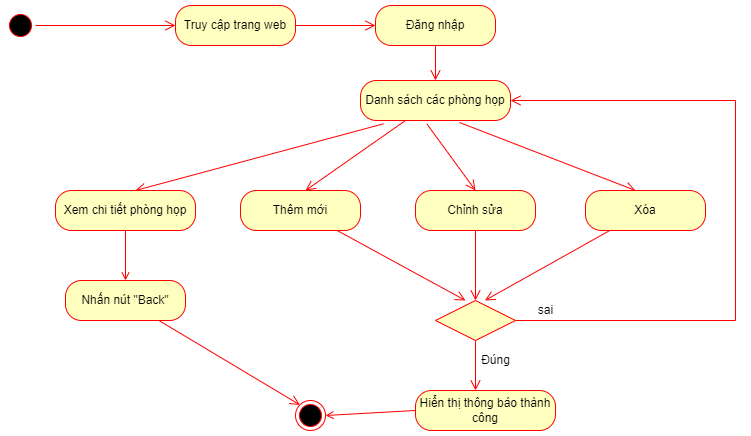 Truy cập trang web
Đăng nhập
Danh sách các phòng họp
Xem chi tiết phòng họp
Thêm mới
Chỉnh sửa
Xóa
Nhấn nút "Back"
sai
Đúng
Hiển thị thông báo thành
công